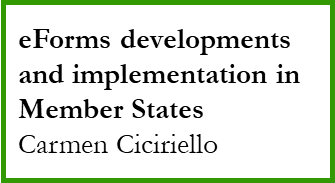 eForms developments
and implementation in
Member States
Carmen Ciciriello